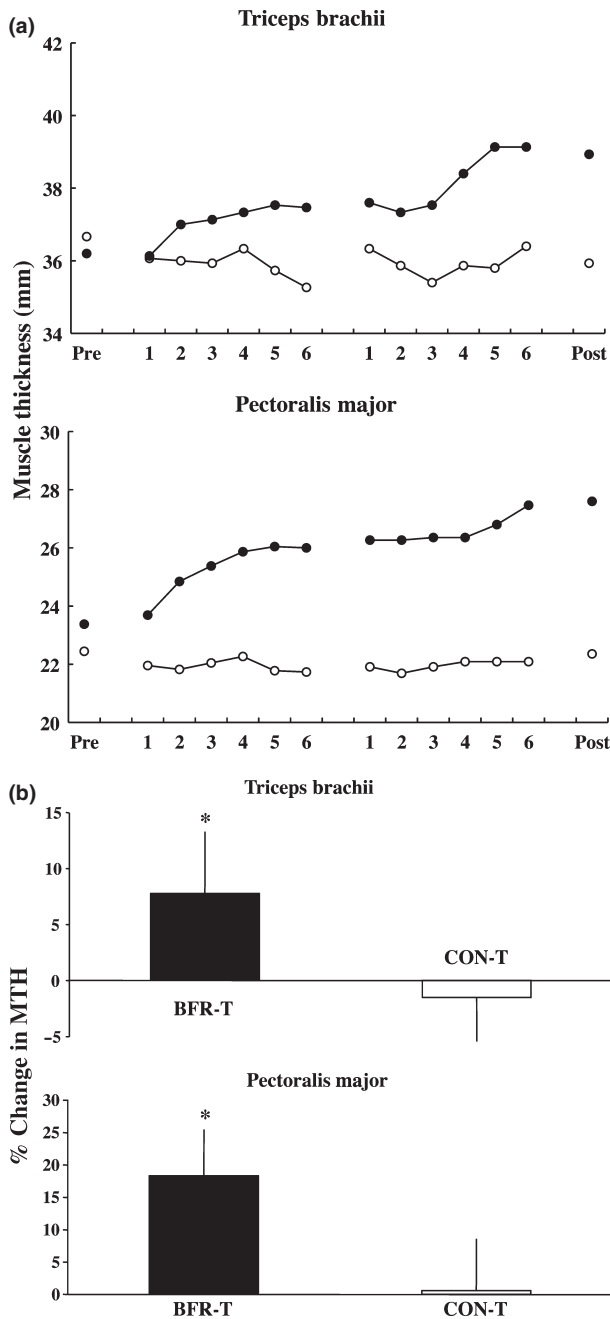 (a)
Triceps brachii
42
40
38
36
34
Pre 1 2 3 4 5 6 1 2 3 4 5 6 Post
Muscle thickness (mm)
Pectoralis major
30
28
26
24
22
20
Pre 1 2 3 4 5 6 1 2 3 4 5 6 Post
(b)
Triceps brachii
15
10
5
0
-5
*
BFR-T
CON-T
% Change in MTH
Pectoralis major
30
25
20
15
10
5
0
*
BFR-T CON-T